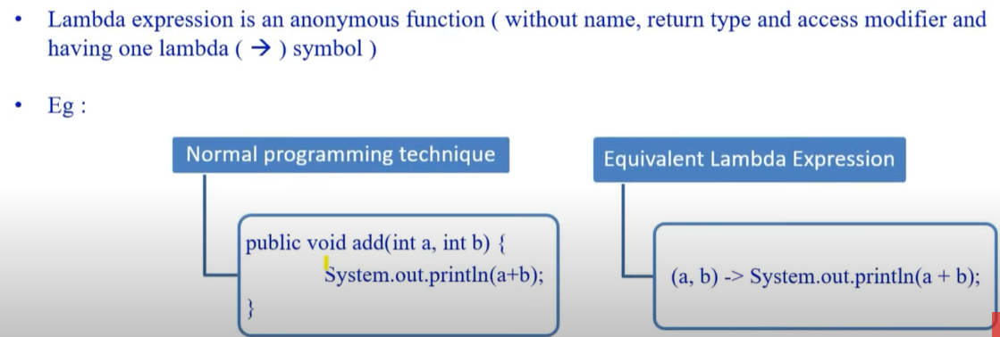 • Lambda expression is an anonymous function ( without name, return type and access modifier and
having one lambda ( → ) symbol )
• Eg :
Normal programming technique
public void add(int a, int b) {
System.out.println(a+b);
}
Equivalent Lambda Expression
(a, b) -> System.out.println(a + b);